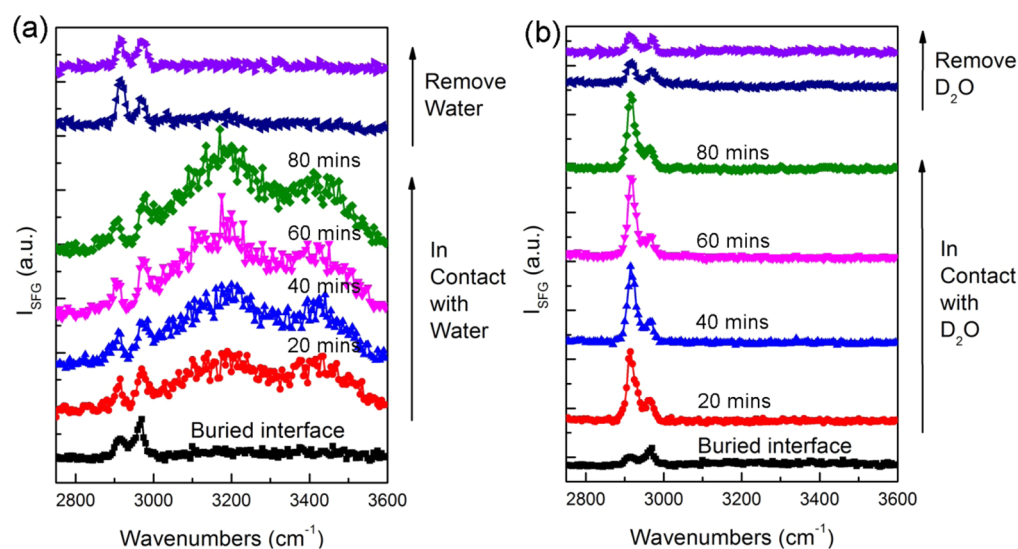 (a)
Remove
Water
80 mins
60 mins
40 mins
20 mins
In
Contact
with
Water
Buried interface
I_SFG (a.u.)
2800 3000 3200 3400 3600
Wavenumbers (cm⁻¹)
(b)
Remove
D₂O
80 mins
60 mins
40 mins
20 mins
In
Contact
with
D₂O
Buried interface
I_SFG (a.u.)
2800 3000 3200 3400 3600
Wavenumbers (cm⁻¹)